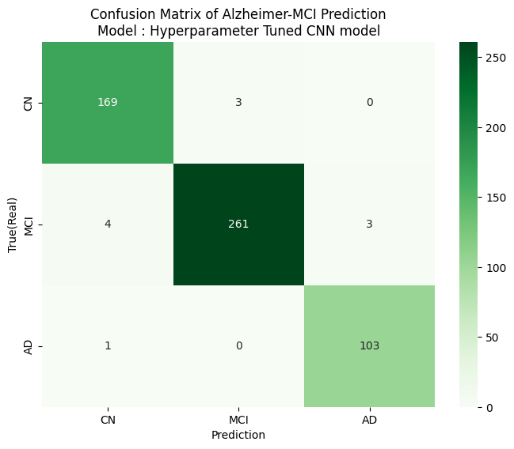 Confusion Matrix of Alzheimer-MCI Prediction
Model : Hyperparameter Tuned CNN model
CN 169 3 0
MCI 4 261 3
AD 1 0 103
CN MCI AD
True(Real)
Prediction
250
200
150
100
50
0